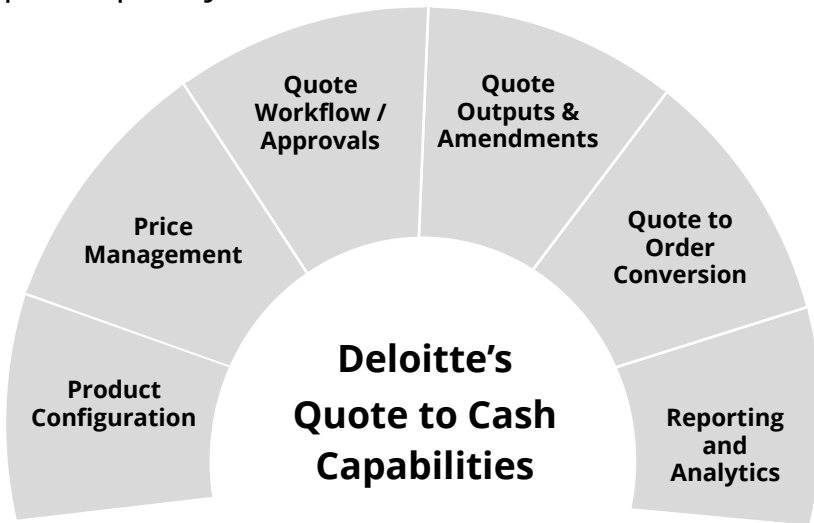 Quote
Workflow /
Approvals
Quote
Outputs &
Amendments
Price
Management
Quote to
Order
Conversion
Product
Configuration
Deloitte’s
Quote to Cash
Capabilities
Reporting
and
Analytics